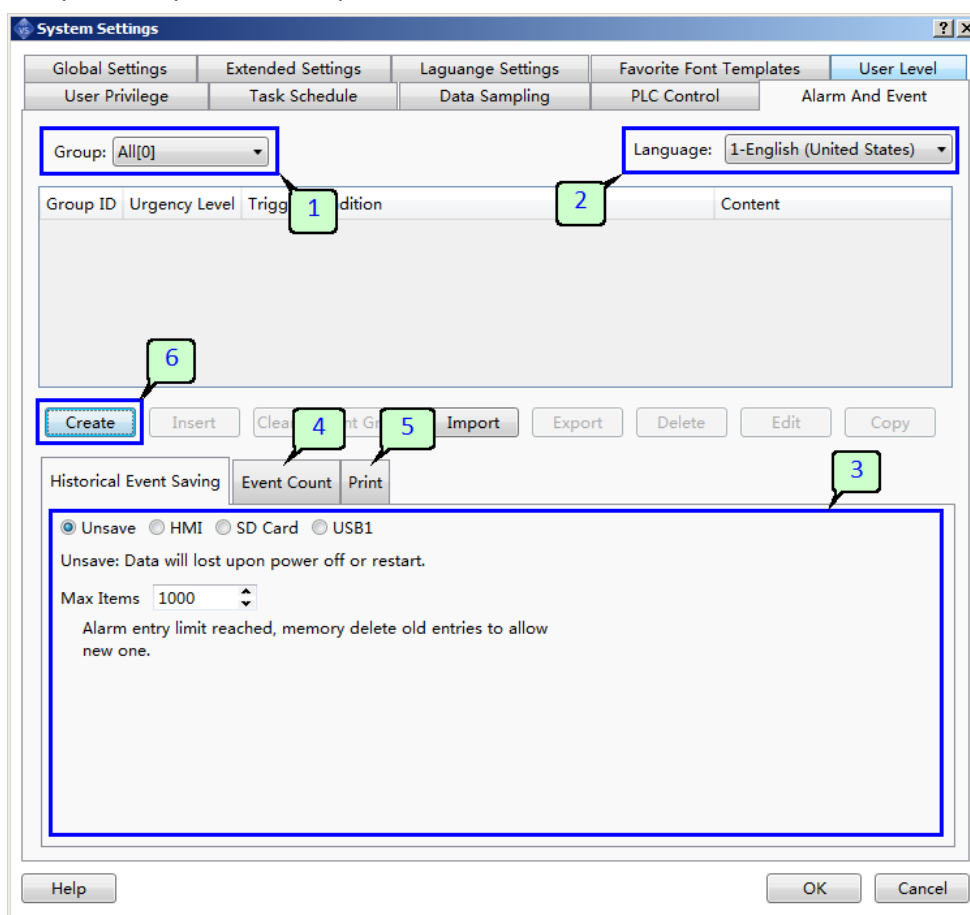 System Settings
Global Settings Extended Settings Laguange Settings Favorite Font Templates User Level
User Privilege Task Schedule Data Sampling PLC Control Alarm And Event
Group: All[0] Language: 1-English (United States)
1 2
Group ID Urgency Level Trigg dition Content
6
Create Insert Clea nt Gr Import Export Delete Edit Copy
4 5
Historical Event Saving Event Count Print
3
Unsave HMI SD Card USB1
Unsave: Data will lost upon power off or restart.
Max Items 1000
Alarm entry limit reached, memory delete old entries to allow
new one.
Help OK Cancel